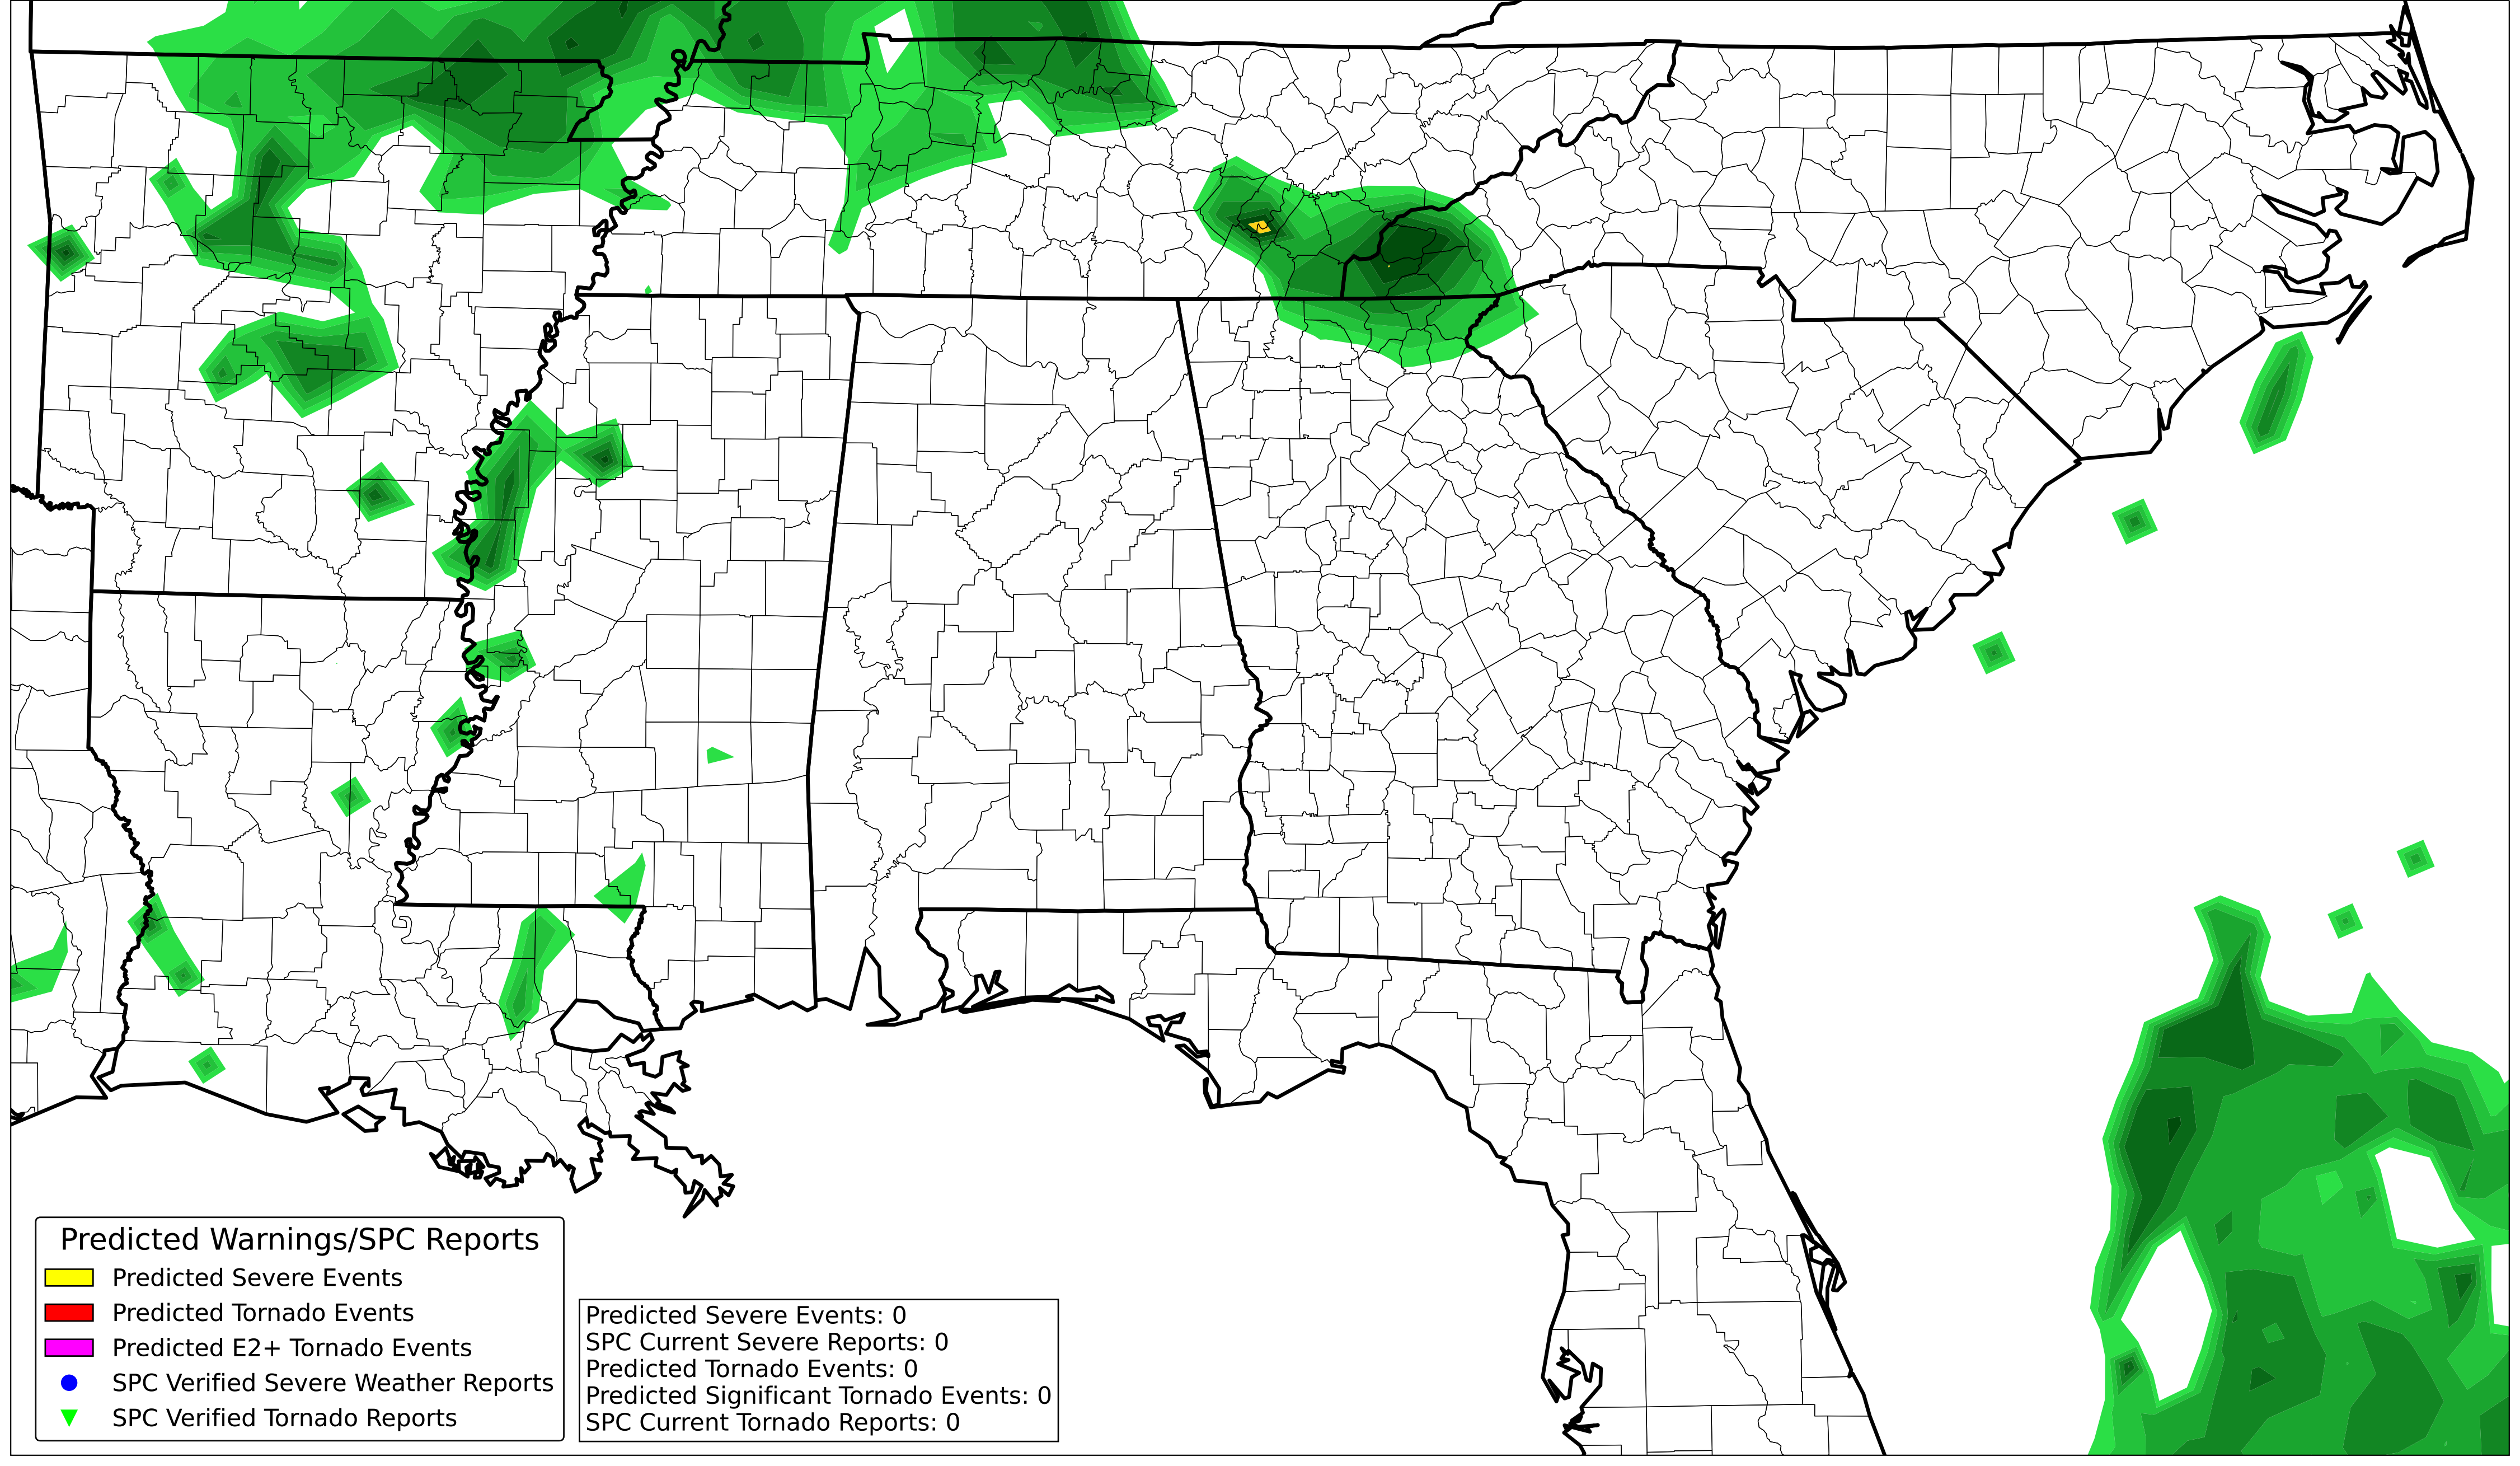 Predicted Warnings/SPC Reports
Predicted Severe Events
Predicted Tornado Events
Predicted E2+ Tornado Events
SPC Verified Severe Weather Reports
SPC Verified Tornado Reports
Predicted Severe Events: 0
SPC Current Severe Reports: 0
Predicted Tornado Events: 0
Predicted Significant Tornado Events: 0
SPC Current Tornado Reports: 0